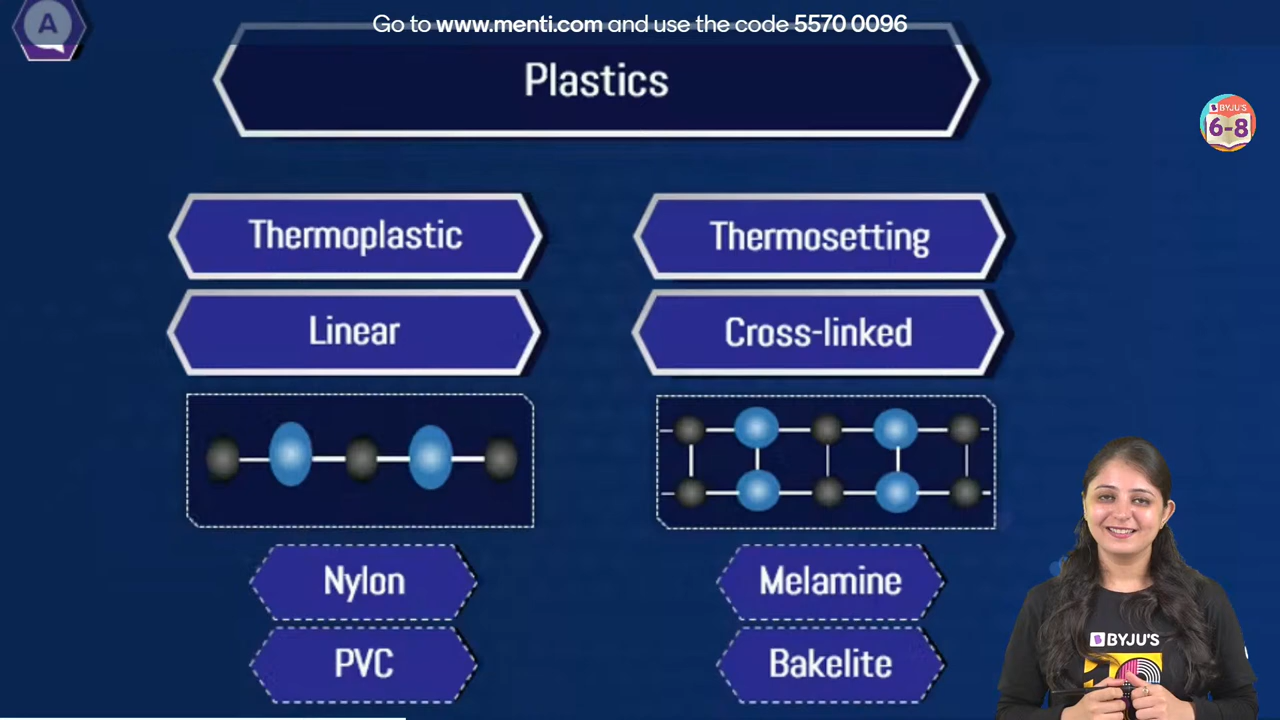 A
Go to www.menti.com and use the code 5570 0096
Plastics
BYJU'S
6-8
Thermoplastic
Thermosetting
Linear
Cross-linked
Nylon
Melamine
PVC
Bakelite
BYJU'S